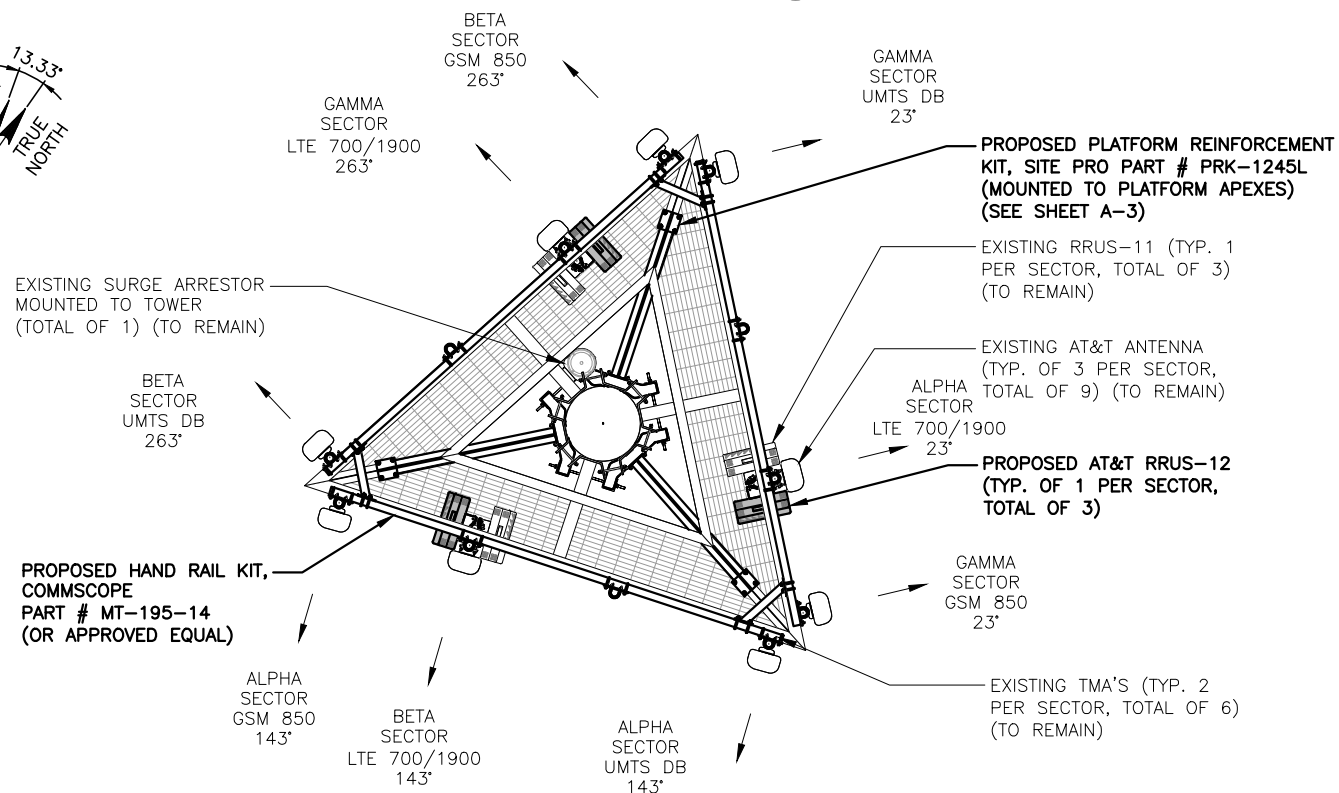 13.33°
TRUE
NORTH
BETA
SECTOR
GSM 850
263°
GAMMA
SECTOR
UMTS DB
23°
GAMMA
SECTOR
LTE 700/1900
263°
PROPOSED PLATFORM REINFORCEMENT
KIT, SITE PRO PART # PRK-1245L
(MOUNTED TO PLATFORM APEXES)
(SEE SHEET A-3)
EXISTING RRUS-11 (TYP. 1
PER SECTOR, TOTAL OF 3)
(TO REMAIN)
EXISTING SURGE ARRESTOR
MOUNTED TO TOWER
(TOTAL OF 1) (TO REMAIN)
EXISTING AT&T ANTENNA
(TYP. OF 3 PER SECTOR,
TOTAL OF 9) (TO REMAIN)
BETA
SECTOR
UMTS DB
263°
ALPHA
SECTOR
LTE 700/1900
23°
PROPOSED AT&T RRUS-12
(TYP. OF 1 PER SECTOR,
TOTAL OF 3)
PROPOSED HAND RAIL KIT,
COMMSCOPE
PART # MT-195-14
(OR APPROVED EQUAL)
GAMMA
SECTOR
GSM 850
23°
ALPHA
SECTOR
GSM 850
143°
BETA
SECTOR
LTE 700/1900
143°
ALPHA
SECTOR
UMTS DB
143°
EXISTING TMA'S (TYP. 2
PER SECTOR, TOTAL OF 6)
(TO REMAIN)